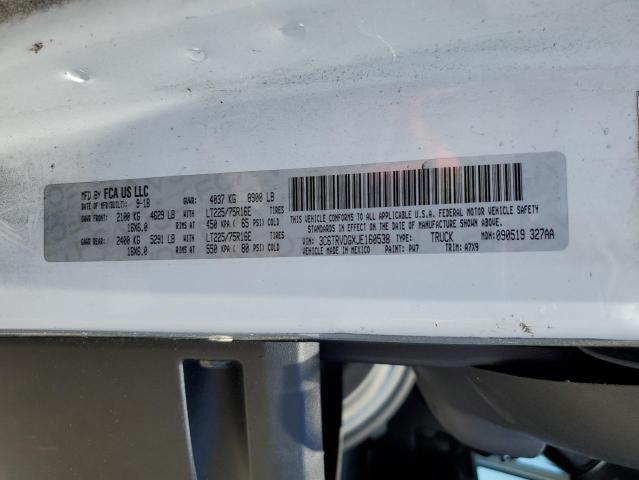 MFD BY FCA US LLC
DATE OF MFR/BUILT: 9-18 GVWR: 4037 KG 8900 LB
GAWR FRONT 2100 KG 4629 LB WITH LT225/75R16E TIRES
16X6.0 RIMS AT 450 KPA ( 65 PSI) COLD
GAWR REAR 2400 KG 5291 LB WITH LT225/75R16E TIRES
16X6.0 RIMS AT 550 KPA ( 80 PSI) COLD
THIS VEHICLE CONFORMS TO ALL APPLICABLE U.S.A. FEDERAL MOTOR VEHICLE SAFETY
STANDARDS IN EFFECT ON THE DATE OF MANUFACTURE SHOWN ABOVE.
VIN: 3C6TRVDGXJE160538 TYPE: TRUCK MDH: 090519 327AA
VEHICLE MADE IN MEXICO PAINT: PW7 TRIM: A7X9